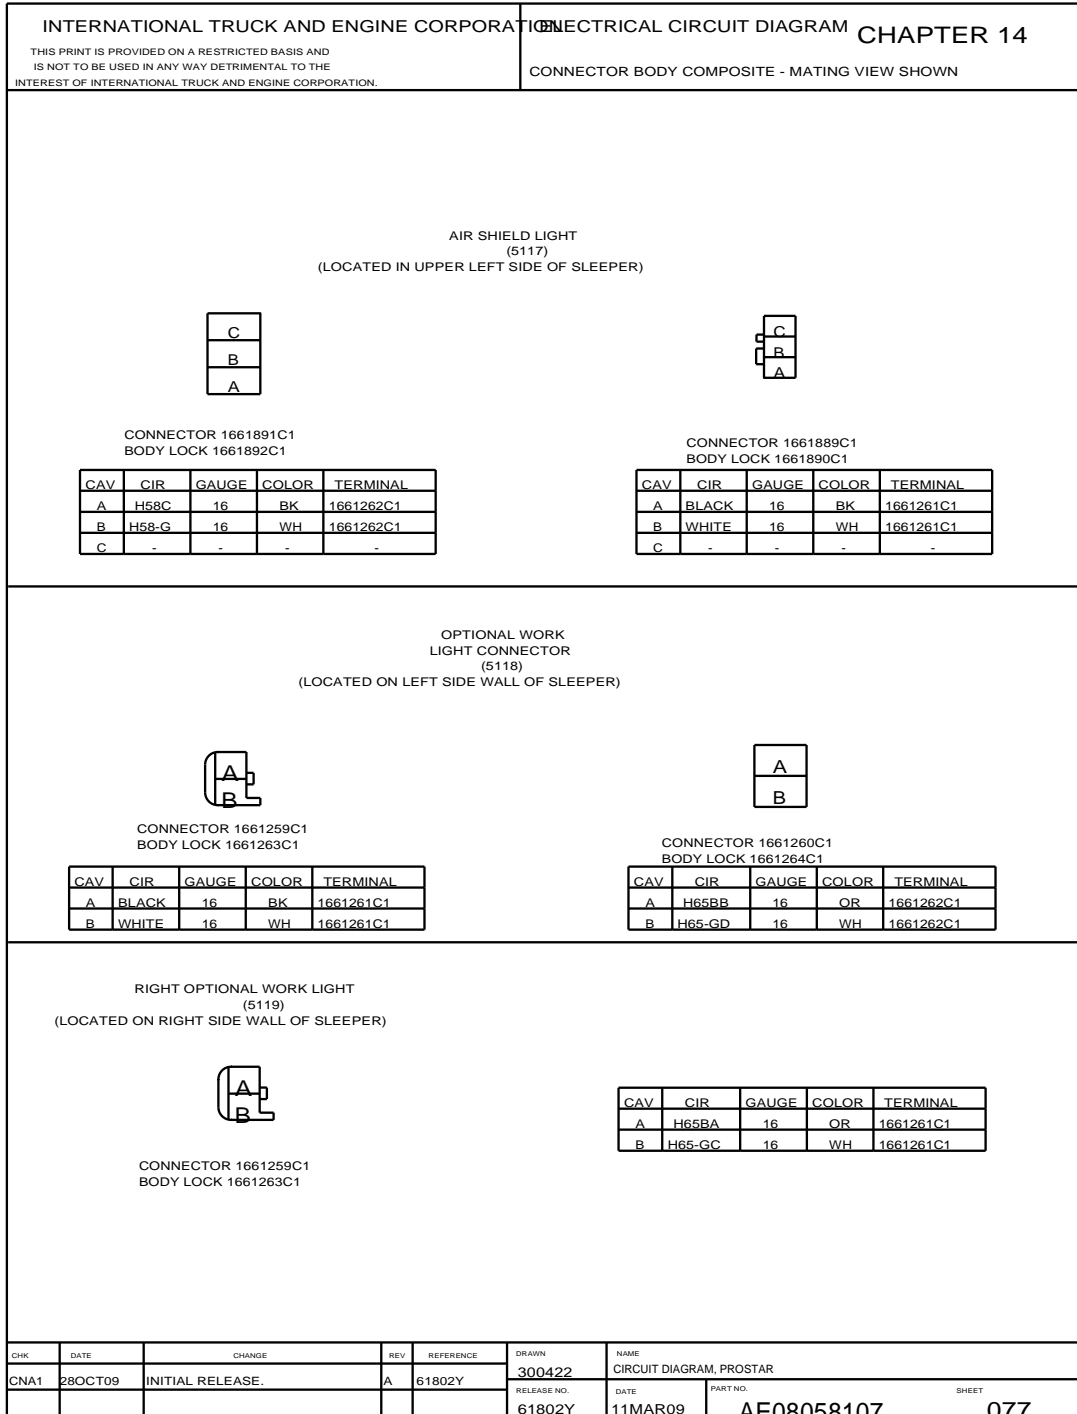 INTERNATIONAL TRUCK AND ENGINE CORPORATION
THIS PRINT IS PROVIDED ON A RESTRICTED BASIS AND
IS NOT TO BE USED IN ANY WAY DETRIMENTAL TO THE
INTEREST OF INTERNATIONAL TRUCK AND ENGINE CORPORATION.
ELECTRICAL CIRCUIT DIAGRAM CHAPTER 14
CONNECTOR BODY COMPOSITE - MATING VIEW SHOWN
AIR SHIELD LIGHT
(5117)
(LOCATED IN UPPER LEFT SIDE OF SLEEPER)
C
B
A
CONNECTOR 1661891C1
BODY LOCK 1661892C1
CAV CIR GAUGE COLOR TERMINAL
A H58C 16 BK 1661262C1
B H58-G 16 WH 1661262C1
C - - - -
C
B
A
CONNECTOR 1661889C1
BODY LOCK 1661890C1
CAV CIR GAUGE COLOR TERMINAL
A BLACK 16 BK 1661261C1
B WHITE 16 WH 1661261C1
C - - - -
OPTIONAL WORK
LIGHT CONNECTOR
(5118)
(LOCATED ON LEFT SIDE WALL OF SLEEPER)
A
B
CONNECTOR 1661259C1
BODY LOCK 1661263C1
CAV CIR GAUGE COLOR TERMINAL
A BLACK 16 BK 1661261C1
B WHITE 16 WH 1661261C1
A
B
CONNECTOR 1661260C1
BODY LOCK 1661264C1
CAV CIR GAUGE COLOR TERMINAL
A H65BB 16 OR 1661262C1
B H65-GD 16 WH 1661262C1
RIGHT OPTIONAL WORK LIGHT
(5119)
(LOCATED ON RIGHT SIDE WALL OF SLEEPER)
A
B
CONNECTOR 1661259C1
BODY LOCK 1661263C1
CAV CIR GAUGE COLOR TERMINAL
A H65BA 16 OR 1661261C1
B H65-GC 16 WH 1661261C1
CHK DATE CHANGE REV REFERENCE
CNA1 28OCT09 INITIAL RELEASE. A 61802Y
DRAWN
300422
NAME
CIRCUIT DIAGRAM, PROSTAR
RELEASE NO.
61802Y
DATE
11MAR09
PART NO.
AE08058107
SHEET
077